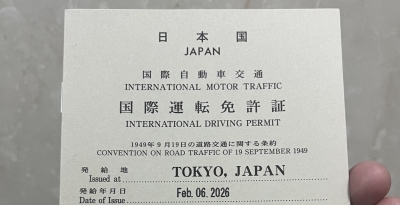 日本国
JAPAN
国際自動車交通
INTERNATIONAL MOTOR TRAFFIC
国際運転免許証
INTERNATIONAL DRIVING PERMIT
1949年9月19日の道路交通に関する条約
CONVENTION ON ROAD TRAFFIC OF 19 SEPTEMBER 1949
発給地
Issued at TOKYO, JAPAN
発給年月日
Date of Issue Feb. 06. 2026